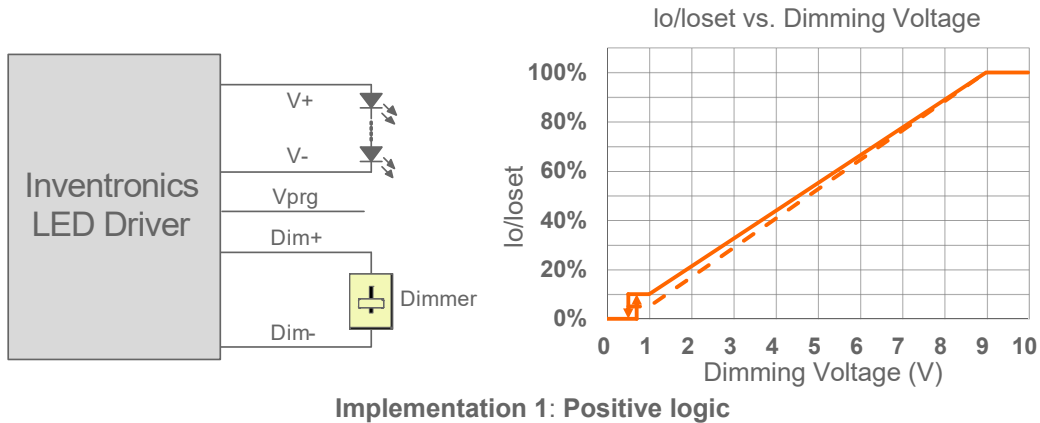 Inventronics
LED Driver
V+
V-
Vprg
Dim+
Dimmer
Dim-
Io/Ioset vs. Dimming Voltage
Io/Ioset
100%
80%
60%
40%
20%
0%
0 1 2 3 4 5 6 7 8 9 10
Dimming Voltage (V)
Implementation 1: Positive logic